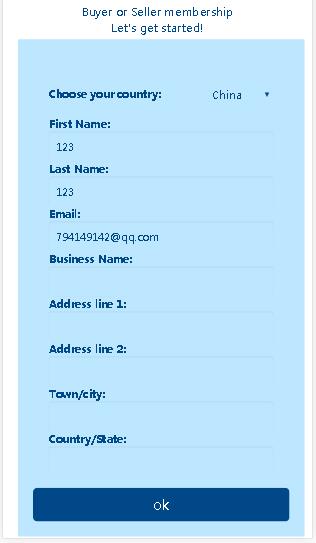 Buyer or Seller membership
Let's get started!
Choose your country: China
First Name:
123
Last Name:
123
Email:
794149142@qq.com
Business Name:
Address line 1:
Address line 2:
Town/city:
Country/State:
ok